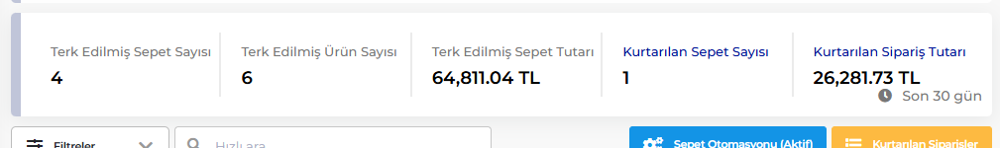 Terk Edilmiş Sepet Sayısı
4
Terk Edilmiş Ürün Sayısı
6
Terk Edilmiş Sepet Tutarı
64,811.04 TL
Kurtarılan Sepet Sayısı
1
Kurtarılan Sipariş Tutarı
26,281.73 TL
Son 30 gün
Filtreler
Hızlı ara
Sepet Otomasyonu (Aktif)
Kurtarılan Siparişler